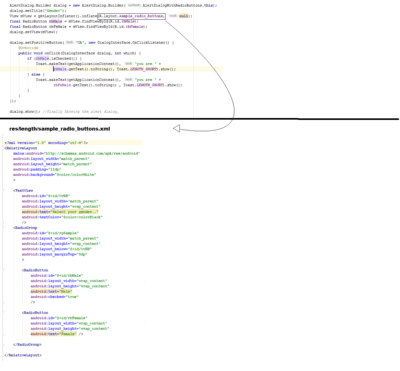 AlertDialog.Builder dialog = new AlertDialog.Builder( AlertDialogWithRadioButtons.this);
dialog.setTitle("Gender");
View mView = getLayoutInflater().inflate(R.layout.sample_radio_buttons, null);
final RadioButton rbMale = mView.findViewById(R.id.rbMale);
final RadioButton rbFemale = mView.findViewById(R.id.rbFemale);
dialog.setView(mView);
dialog.setPositiveButton( "OK", new DialogInterface.OnClickListener() {
@Override
public void onClick(DialogInterface dialog, int which) {
if (rbMale.isChecked()) {
Toast.makeText(getApplicationContext(), "you are " +
rbMale.getText().toString(), Toast.LENGTH_SHORT).show();
} else {
Toast.makeText(getApplicationContext(), "you are " +
rbFemale.getText().toString() , Toast.LENGTH_SHORT).show();
}
}
});
dialog.show(); //finally showing the alert dialog.
res/length/sample_radio_buttons.xml
<?xml version="1.0" encoding="utf-8"?>
<RelativeLayout
xmlns:android="http://schemas.android.com/apk/res/android"
android:layout_width="match_parent"
android:layout_height="match_parent"
android:padding="12dp"
android:background="@color/colorWhite"
>
<TextView
android:id="@+id/tvRB"
android:layout_width="match_parent"
android:layout_height="wrap_content"
android:text="Select your gender.."
android:textColor="@color/colorBlack"
/>
<RadioGroup
android:id="@+id/rgSample"
android:layout_width="match_parent"
android:layout_height="wrap_content"
android:layout_below="@+id/tvRB"
android:layout_marginTop="5dp"
>
<RadioButton
android:id="@+id/rbMale"
android:layout_width="wrap_content"
android:layout_height="wrap_content"
android:text="Male"
android:checked="true"
/>
<RadioButton
android:id="@+id/rbFemale"
android:layout_width="wrap_content"
android:layout_height="wrap_content"
android:text="Female" />
</RadioGroup>
</RelativeLayout>